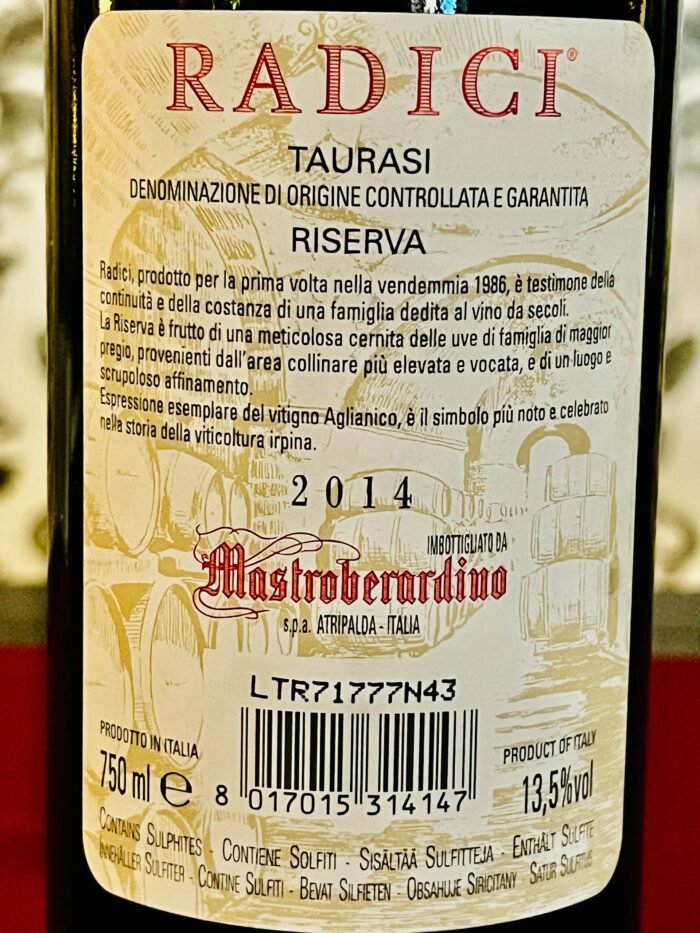 RADICI®
TAURASI
DENOMINAZIONE DI ORIGINE CONTROLLATA E GARANTITA
RISERVA
Radici, prodotto per la prima volta nella vendemmia 1986, è testimone della
continuità e della costanza di una famiglia dedita al vino da secoli.
La Riserva è frutto di una meticolosa cernita delle uve di famiglia di maggior
pregio, provenienti dall'area collinare più elevata e vocata, e di un luogo e
scrupoloso affinamento.
Espressione esemplare del vitigno Aglianico, è il simbolo più noto e celebrato
nella storia della viticoltura irpina.
2014
IMBOTTIGLIATO DA
Mastroberardino
s.p.a. ATRIPALDA - ITALIA
LTR71777N43
PRODOTTO IN ITALIA
750 ml e
8 017015 314147
PRODUCT OF ITALY
13,5%vol
CONTAINS SULPHITES - CONTIENE SOLFITI - SISÄLTÄÄ SULFITTEJA - ENTHÄLT SULFITE
INNEHÅLLER SULFITER - CONTINE SULFITI - BEVAT SILFIETEN - OBSAHUJE SIRICITANY - SATUR